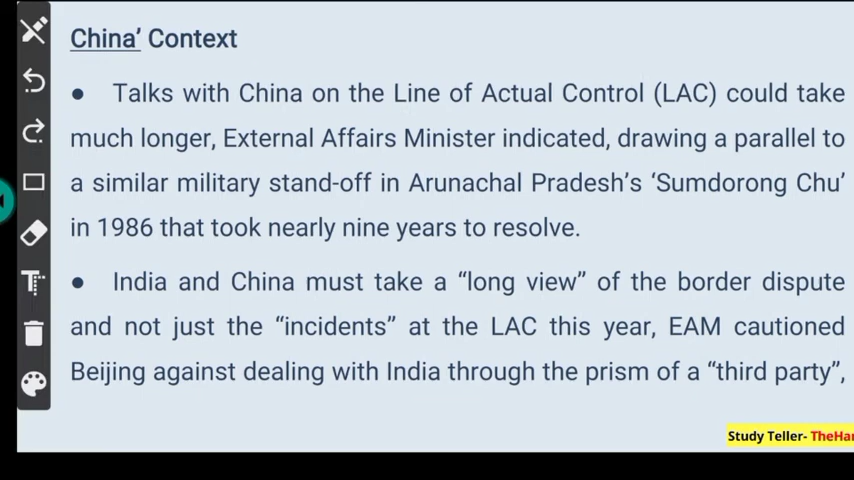 China’ Context
● Talks with China on the Line of Actual Control (LAC) could take
much longer, External Affairs Minister indicated, drawing a parallel to
a similar military stand-off in Arunachal Pradesh’s ‘Sumdorong Chu’
in 1986 that took nearly nine years to resolve.
● India and China must take a “long view” of the border dispute
and not just the “incidents” at the LAC this year, EAM cautioned
Beijing against dealing with India through the prism of a “third party”,
Study Teller- TheHar